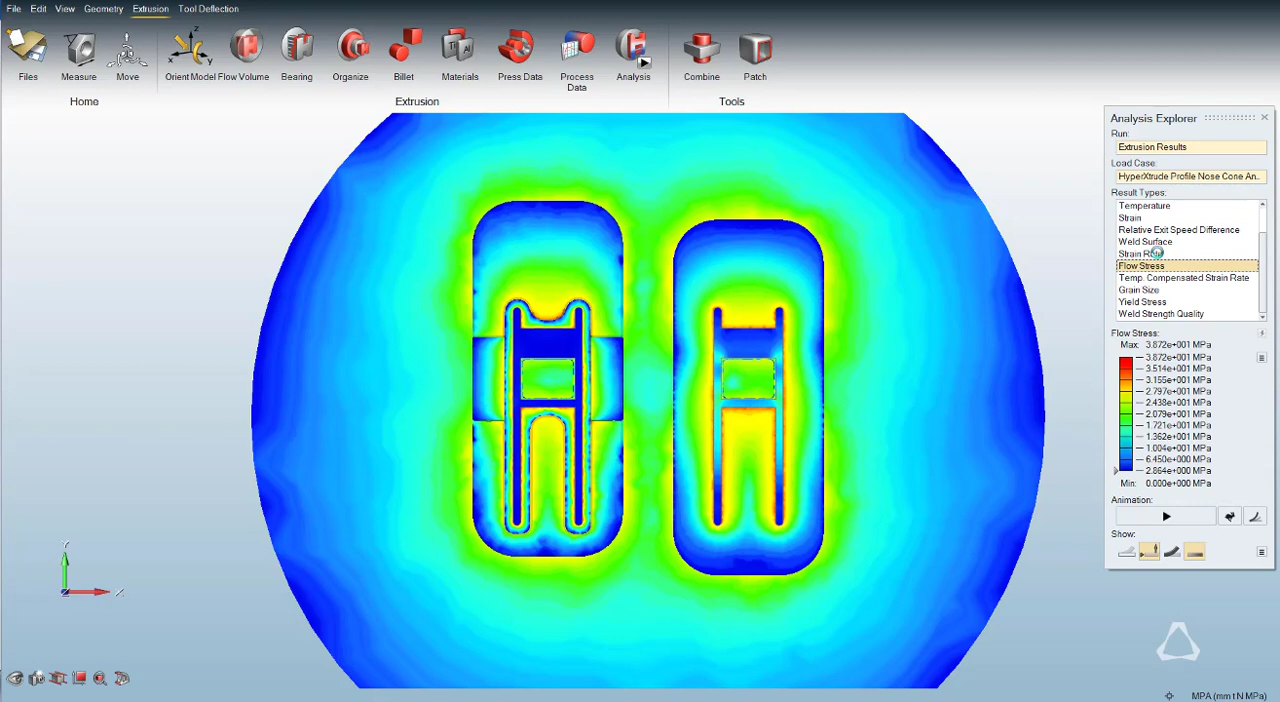 File Edit View Geometry Extrusion Tool Deflection
Files Measure Move Orient Model Flow Volume Bearing Organize Billet Materials Press Data Process Data Analysis Combine Patch
Home Extrusion Tools
Analysis Explorer
Run:
Extrusion Results
Load Case:
HyperXtrude Profile Nose Cone An..
Result Types:
Temperature
Strain
Relative Exit Speed Difference
Weld Surface
Strain
Flow Stress
Temp. Compensated Strain Rate
Grain Size
Yield Stress
Weld Strength Quality
Flow Stress:
Max: 3.872e+001 MPa
3.872e+001 MPa
3.514e+001 MPa
3.155e+001 MPa
2.797e+001 MPa
2.438e+001 MPa
2.079e+001 MPa
1.721e+001 MPa
1.362e+001 MPa
1.004e+001 MPa
6.450e+000 MPa
2.864e+000 MPa
Min: 0.000e+000 MPa
Animation:
Show:
Y
X
Z
MPA (mm t N MPa)